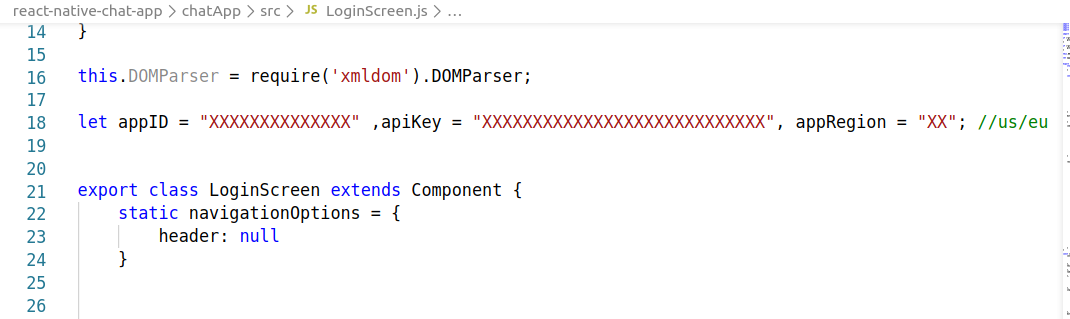 react-native-chat-app > chatApp > src > JS LoginScreen.js > ...
14 }
15
16 this.DOMParser = require('xmldom').DOMParser;
17
18 let appID = "XXXXXXXXXXXXXX" ,apiKey = "XXXXXXXXXXXXXXXXXXXXXXXXXXXX", appRegion = "XX"; //us/eu
19
20
21 export class LoginScreen extends Component {
22 static navigationOptions = {
23 header: null
24 }
25
26